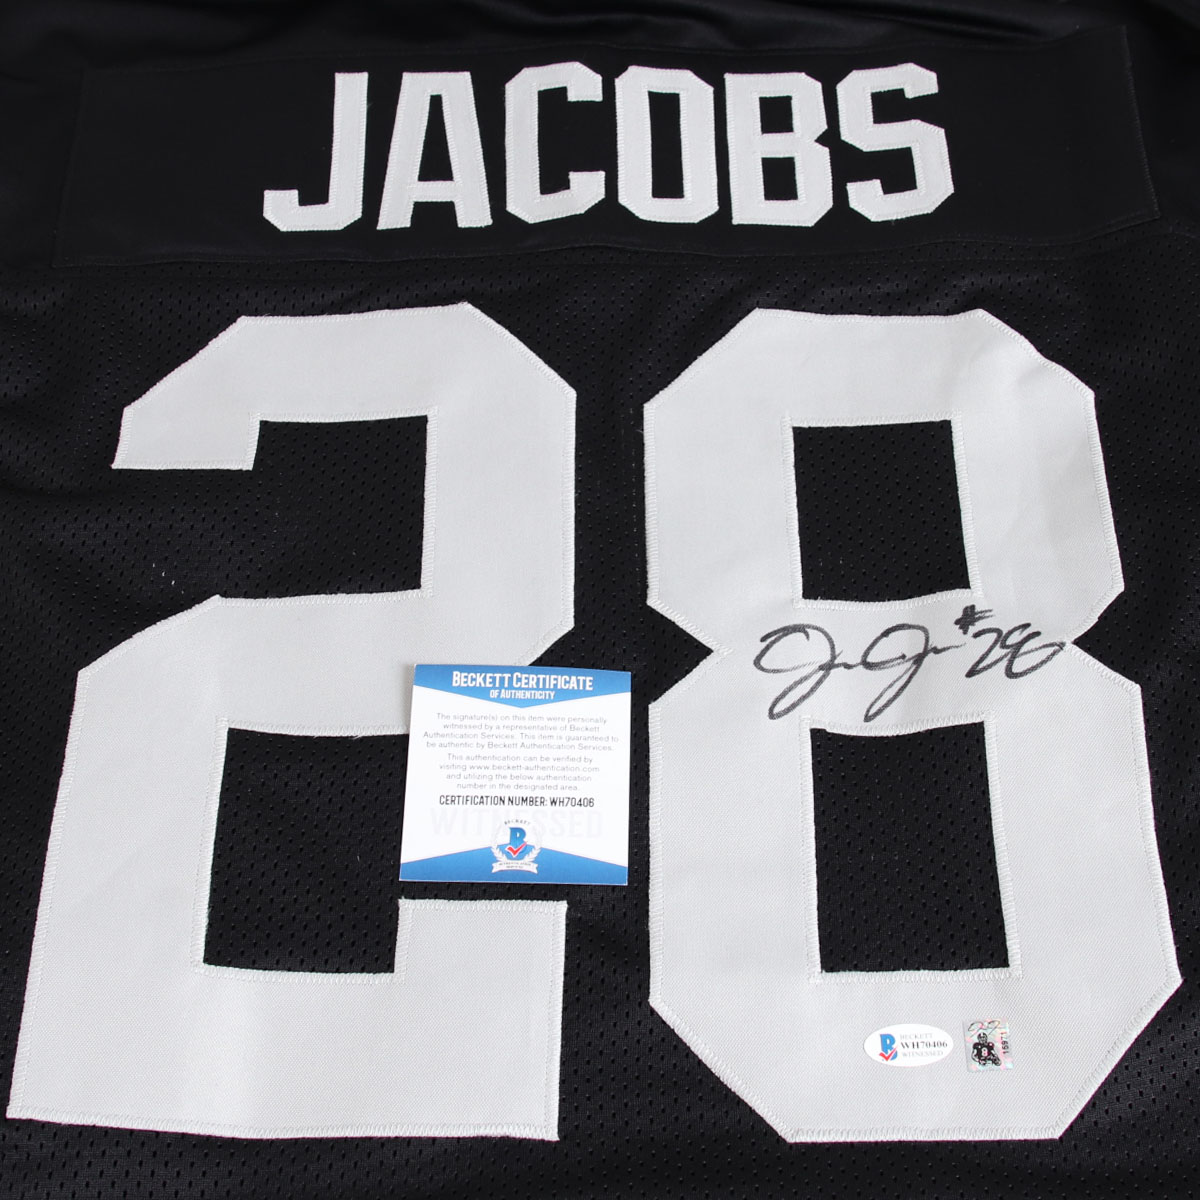 JACOBS
28
#28
BECKETT CERTIFICATE
OF AUTHENTICITY
The signature(s) on this item were personally
witnessed by a representative of Beckett
Authentication Services. This item is guaranteed to
be authentic by Beckett Authentication Services.
This authentication can be verified by
visiting www.beckett-authentication.com
and utilizing the below authentication
number in the designated area.
CERTIFICATION NUMBER: WH70406
WITNESSED
BECKETT
B
BECKETT
B WH70406
WITNESSED